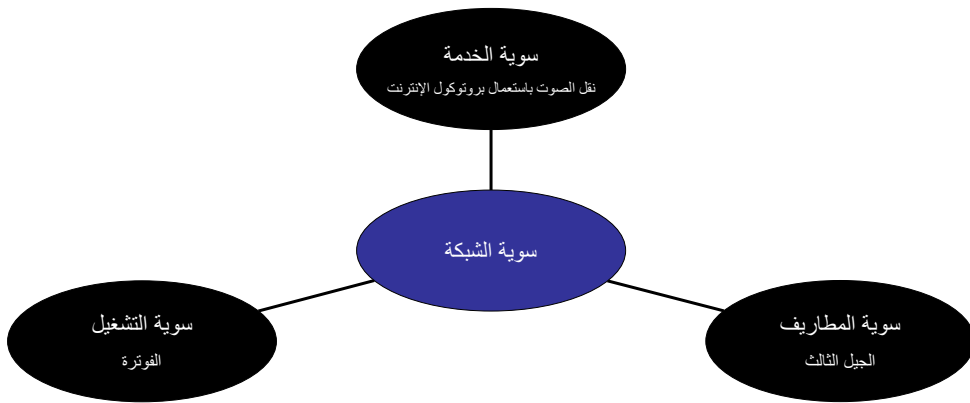 سوية الخدمة
نقل الصوت باستعمال بروتوكول الإنترنت
سوية الشبكة
سوية المطاريف
الجيل الثالث
سوية التشغيل
الفوترة